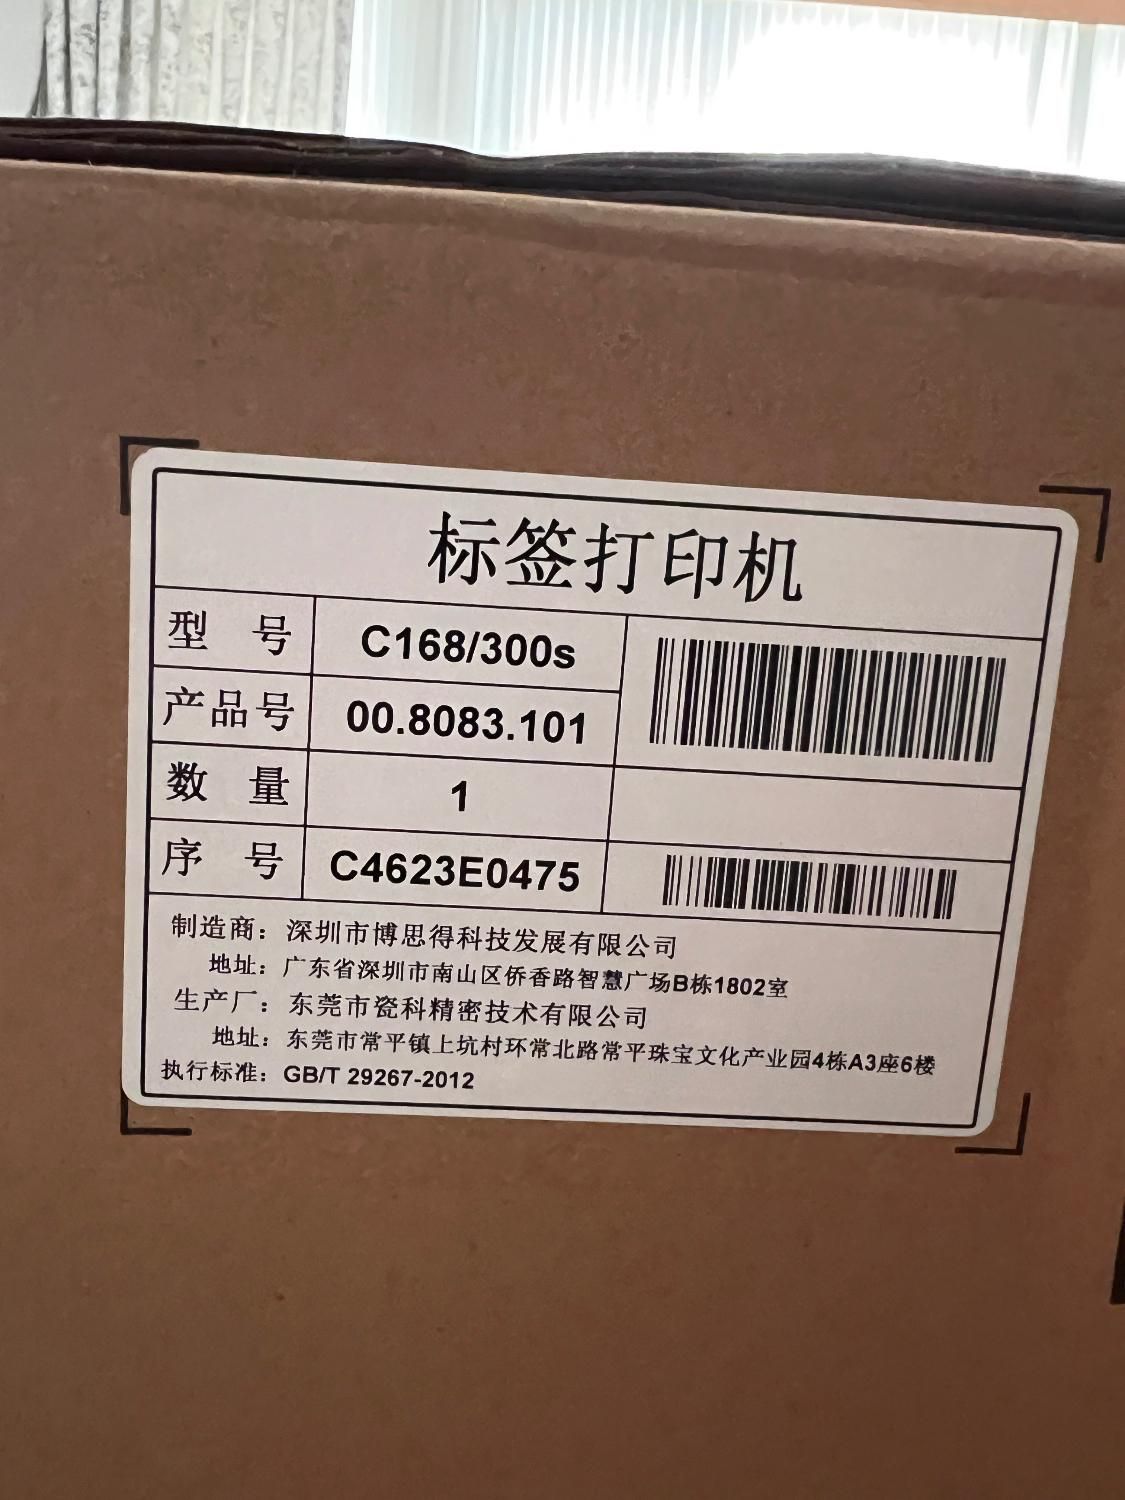 标签打印机
型 号 C168/300s
产品号 00.8083.101
数 量 1
序 号 C4623E0475
制造商：深圳市博思得科技发展有限公司
地址：广东省深圳市南山区侨香路智慧广场B栋1802室
生产厂：东莞市瓷科精密技术有限公司
地址：东莞市常平镇上坑村环常北路常平珠宝文化产业园4栋A3座6楼
执行标准：GB/T 29267-2012